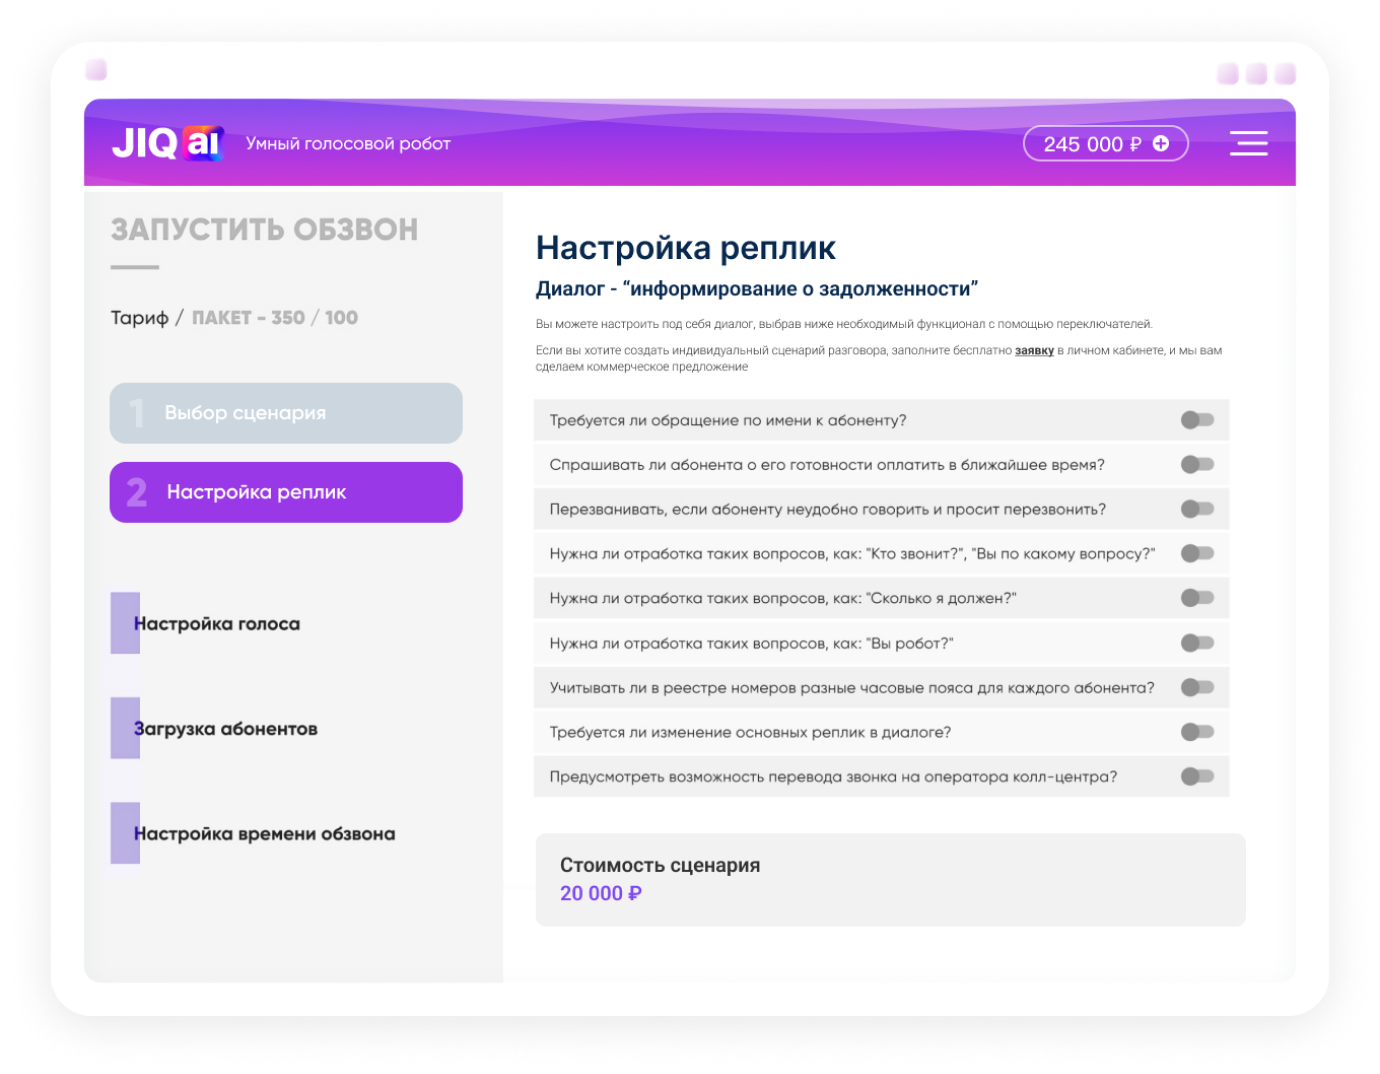 JIQ ai Умный голосовой робот
245 000 ₽
ЗАПУСТИТЬ ОБЗВОН
Тариф / ПАКЕТ - 350 / 100
1 Выбор сценария
2 Настройка реплик
Настройка голоса
Загрузка абонентов
Настройка времени обзвона
Настройка реплик
Диалог - “информирование о задолженности”
Вы можете настроить под себя диалог, выбрав ниже необходимый функционал с помощью переключателей.
Если вы хотите создать индивидуальный сценарий разговора, заполните бесплатно заявку в личном кабинете, и мы вам
сделаем коммерческое предложение
Требуется ли обращение по имени к абоненту?
Спрашивать ли абонента о его готовности оплатить в ближайшее время?
Перезванивать, если абоненту неудобно говорить и просит перезвонить?
Нужна ли отработка таких вопросов, как: "Кто звонит?", "Вы по какому вопросу?"
Нужна ли отработка таких вопросов, как: "Сколько я должен?"
Нужна ли отработка таких вопросов, как: "Вы робот?"
Учитывать ли в реестре номеров разные часовые пояса для каждого абонента?
Требуется ли изменение основных реплик в диалоге?
Предусмотреть возможность перевода звонка на оператора колл-центра?
Стоимость сценария
20 000 ₽